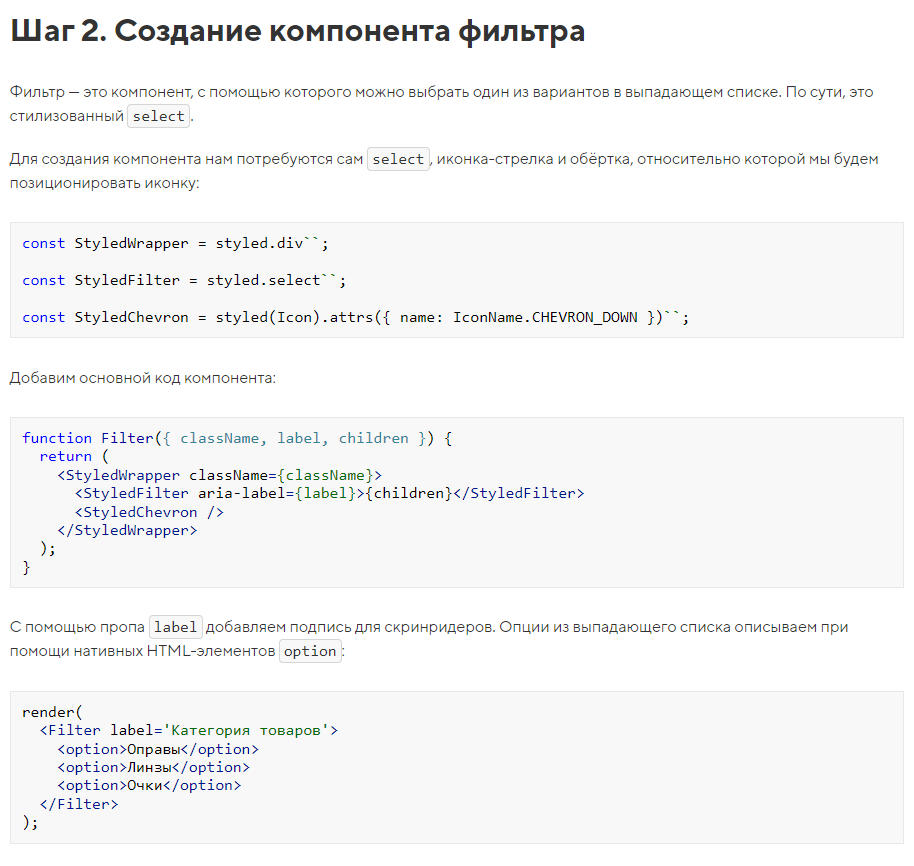 Шаг 2. Создание компонента фильтра
Фильтр — это компонент, с помощью которого можно выбрать один из вариантов в выпадающем списке. По сути, это
стилизованный select.
Для создания компонента нам потребуются сам select, иконка-стрелка и обёртка, относительно которой мы будем
позиционировать иконку:
const StyledWrapper = styled.div``;
const StyledFilter = styled.select``;
const StyledChevron = styled(Icon).attrs({ name: IconName.CHEVRON_DOWN })``;
Добавим основной код компонента:
function Filter({ className, label, children }) {
  return (
    <StyledWrapper className={className}>
      <StyledFilter aria-label={label}>{children}</StyledFilter>
      <StyledChevron />
    </StyledWrapper>
  );
}
С помощью пропа label добавляем подпись для скринридеров. Опции из выпадающего списка описываем при
помощи нативных HTML-элементов option:
render(
  <Filter label='Категория товаров'>
    <option>Оправы</option>
    <option>Линзы</option>
    <option>Очки</option>
  </Filter>
);